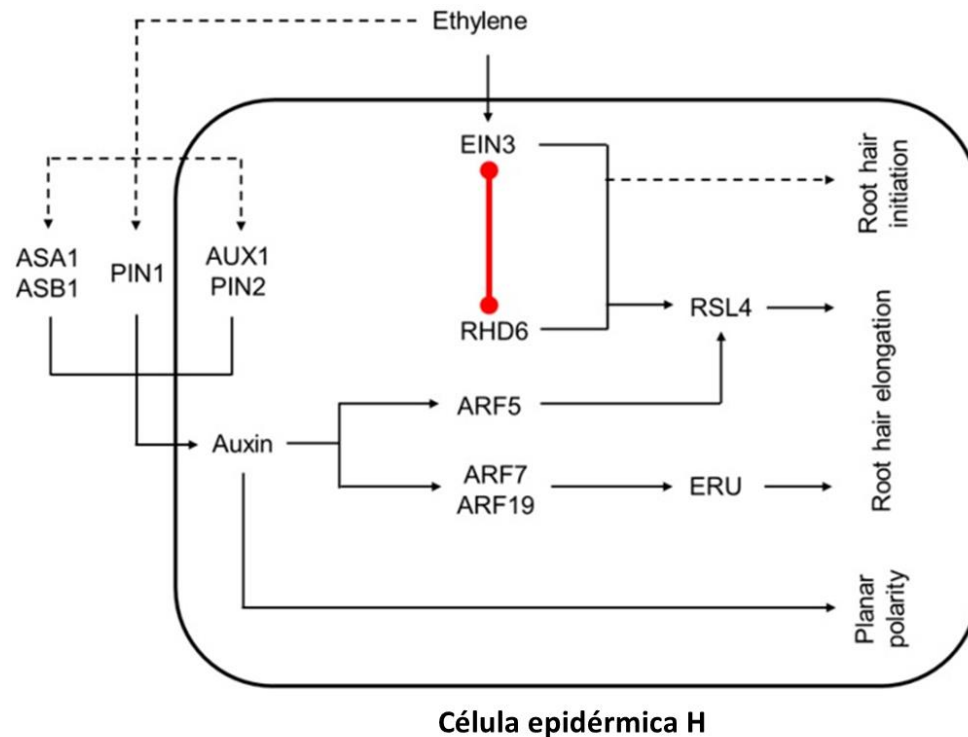 Ethylene
EIN3
Root hair
initiation
ASA1
ASB1
PIN1
AUX1
PIN2
RHD6
RSL4
Root hair elongation
ARF5
Auxin
ARF7
ARF19
ERU
Planar
polarity
Célula epidérmica H